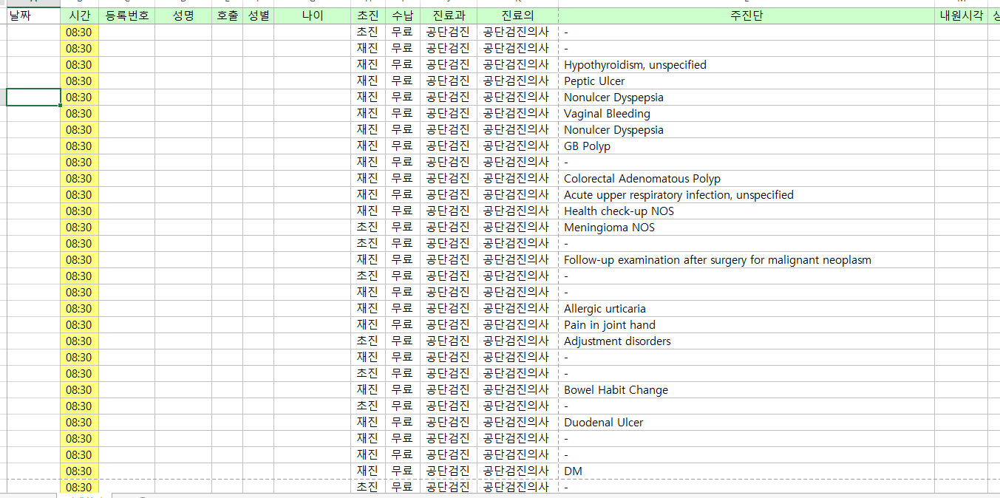 날짜 시간 등록번호 성명 호출 성별 나이 초진 수납 진료과 진료의 주진단 내원시각
08:30 초진 무료 공단검진 공단검진의사 -
08:30 재진 무료 공단검진 공단검진의사 -
08:30 재진 무료 공단검진 공단검진의사 Hypothyroidism, unspecified
08:30 재진 무료 공단검진 공단검진의사 Peptic Ulcer
08:30 재진 무료 공단검진 공단검진의사 Nonulcer Dyspepsia
08:30 재진 무료 공단검진 공단검진의사 Vaginal Bleeding
08:30 재진 무료 공단검진 공단검진의사 Nonulcer Dyspepsia
08:30 재진 무료 공단검진 공단검진의사 GB Polyp
08:30 재진 무료 공단검진 공단검진의사 -
08:30 재진 무료 공단검진 공단검진의사 Colorectal Adenomatous Polyp
08:30 재진 무료 공단검진 공단검진의사 Acute upper respiratory infection, unspecified
08:30 재진 무료 공단검진 공단검진의사 Health check-up NOS
08:30 초진 무료 공단검진 공단검진의사 Meningioma NOS
08:30 초진 무료 공단검진 공단검진의사 -
08:30 재진 무료 공단검진 공단검진의사 Follow-up examination after surgery for malignant neoplasm
08:30 초진 무료 공단검진 공단검진의사 -
08:30 재진 무료 공단검진 공단검진의사 -
08:30 재진 무료 공단검진 공단검진의사 Allergic urticaria
08:30 재진 무료 공단검진 공단검진의사 Pain in joint hand
08:30 초진 무료 공단검진 공단검진의사 Adjustment disorders
08:30 재진 무료 공단검진 공단검진의사 -
08:30 초진 무료 공단검진 공단검진의사 -
08:30 재진 무료 공단검진 공단검진의사 Bowel Habit Change
08:30 초진 무료 공단검진 공단검진의사 -
08:30 재진 무료 공단검진 공단검진의사 Duodenal Ulcer
08:30 재진 무료 공단검진 공단검진의사 -
08:30 재진 무료 공단검진 공단검진의사 -
08:30 재진 무료 공단검진 공단검진의사 DM
08:30 초진 무료 공단검진 공단검진의사 -